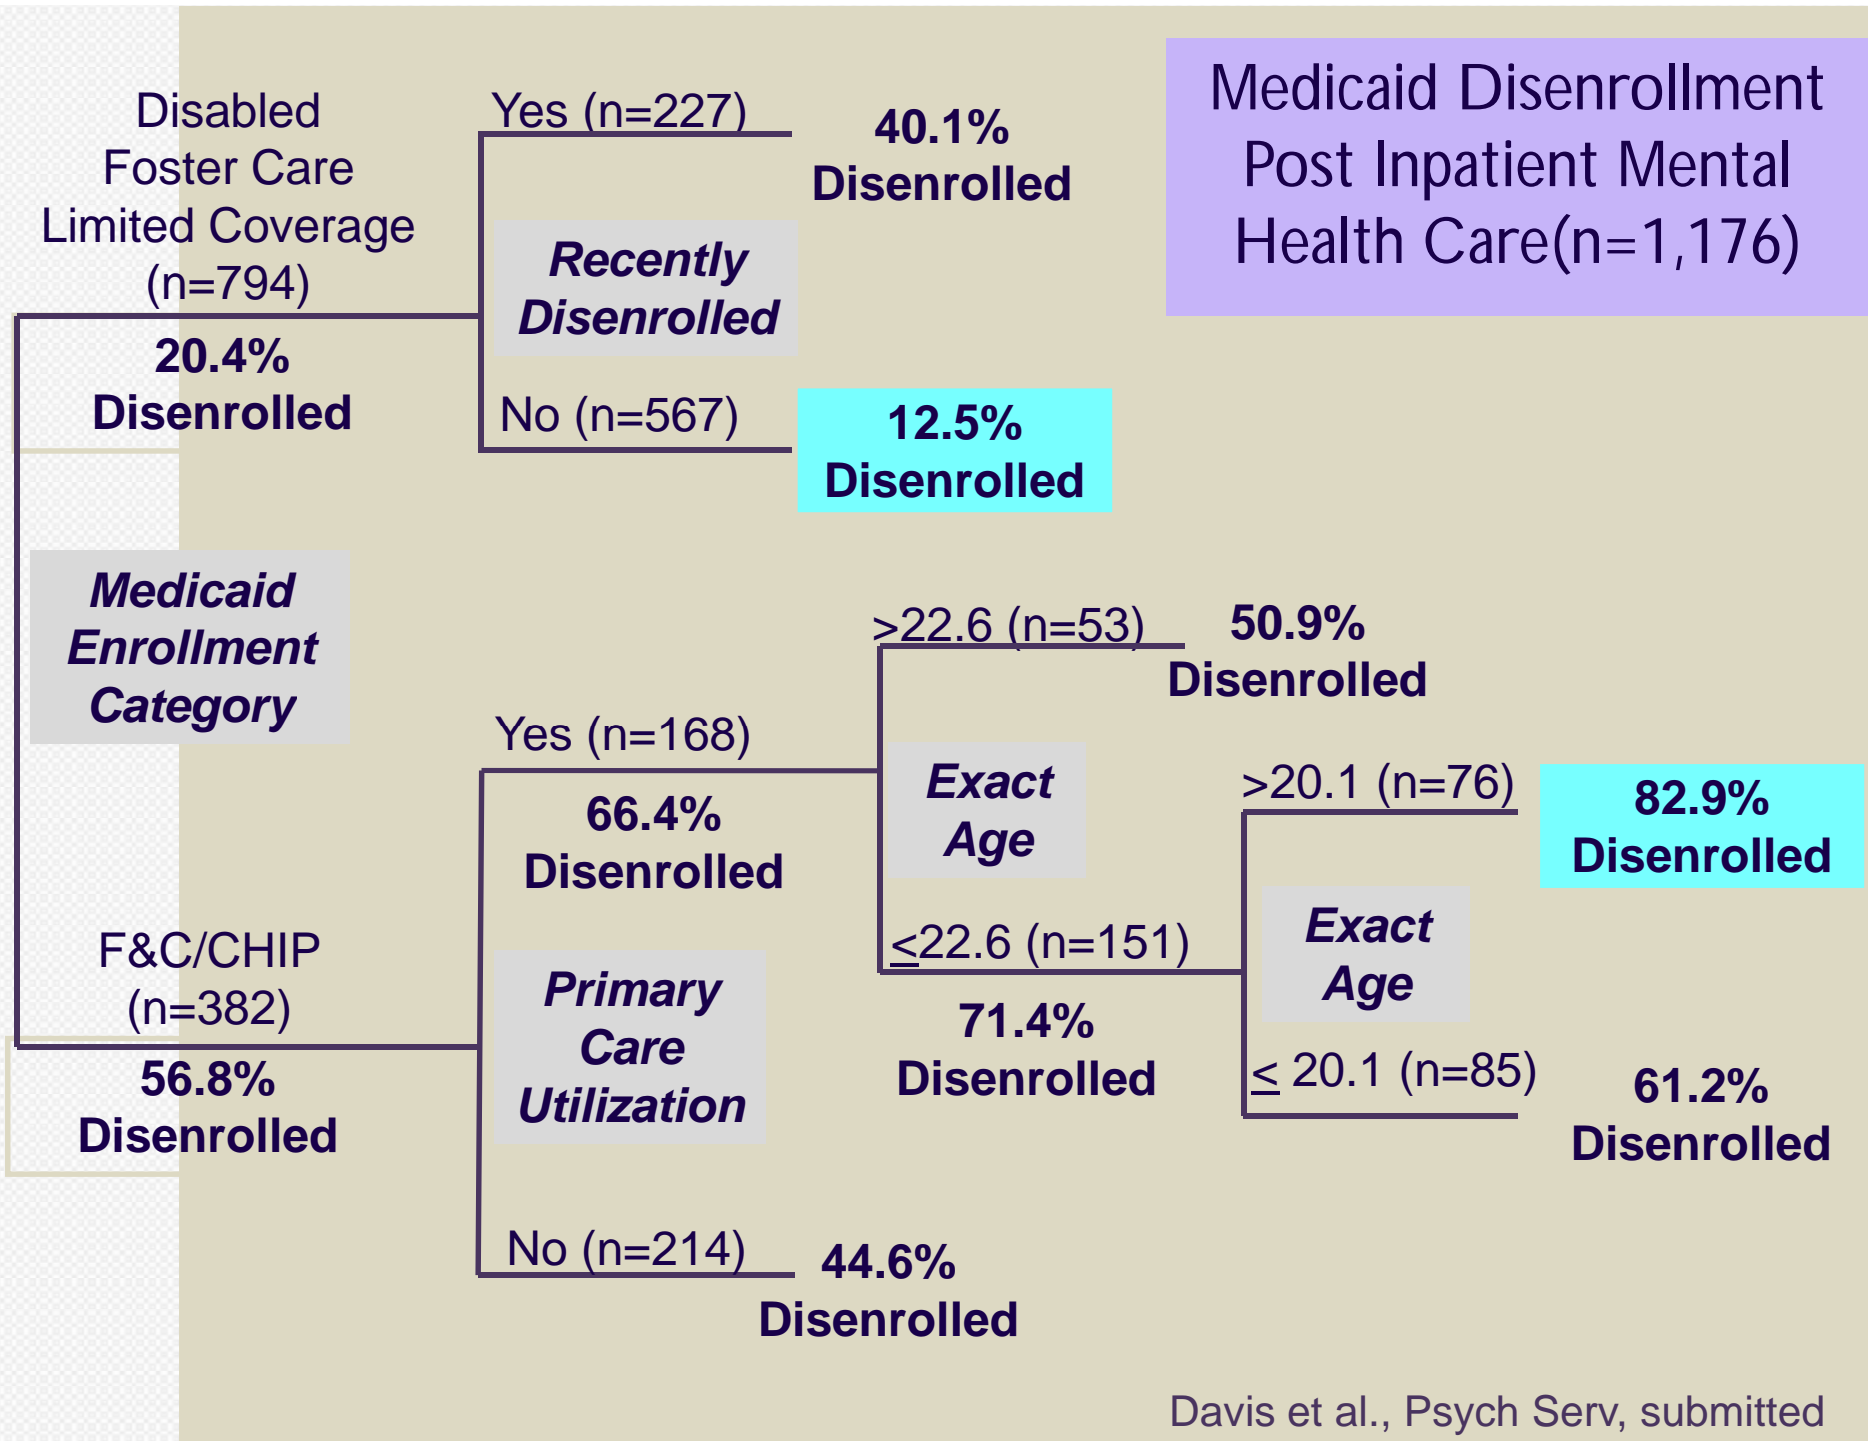 Medicaid Disenrollment
Post Inpatient Mental
Health Care(n=1,176)
Disabled
Foster Care
Limited Coverage
(n=794)
20.4%
Disenrolled
Yes (n=227)
40.1%
Disenrolled
Recently
Disenrolled
No (n=567)
12.5%
Disenrolled
Medicaid
Enrollment
Category
F&C/CHIP
(n=382)
56.8%
Disenrolled
Yes (n=168)
66.4%
Disenrolled
Primary
Care
Utilization
No (n=214)
44.6%
Disenrolled
>22.6 (n=53)
50.9%
Disenrolled
Exact
Age
≤22.6 (n=151)
71.4%
Disenrolled
>20.1 (n=76)
82.9%
Disenrolled
Exact
Age
≤ 20.1 (n=85)
61.2%
Disenrolled
Davis et al., Psych Serv, submitted